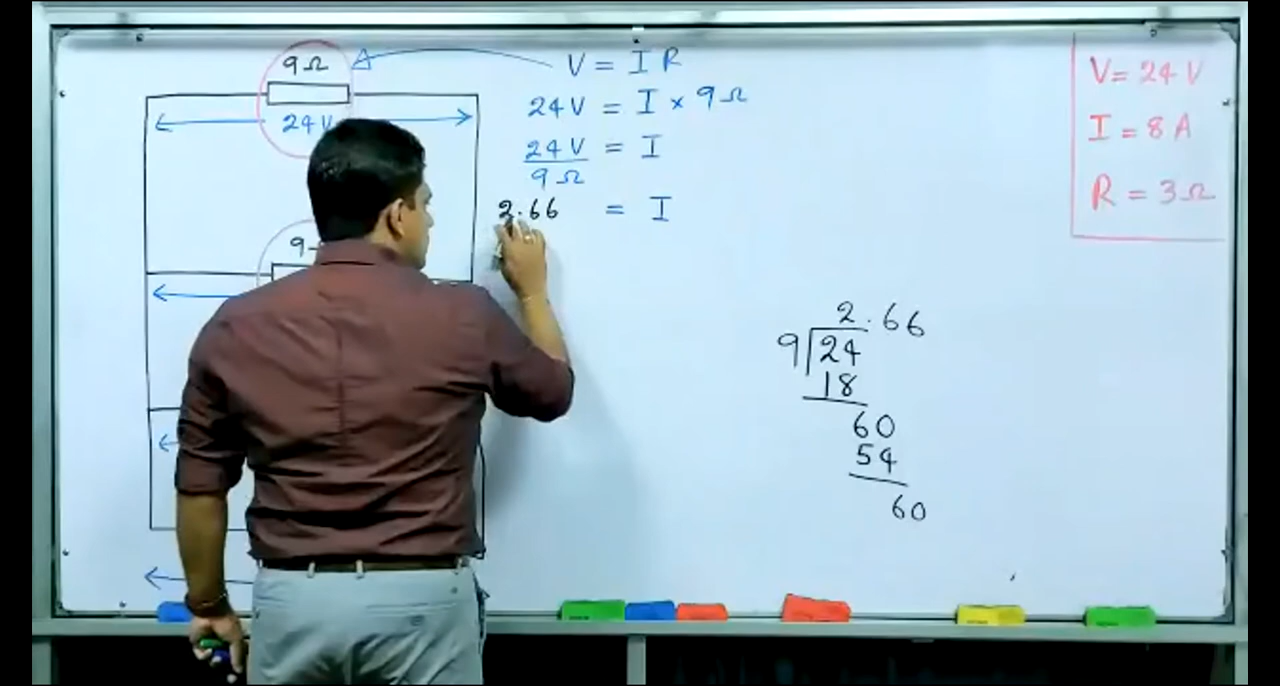 9Ω
24V
9
V = I R
24V = I × 9Ω
24V = I
9Ω
2.66 = I
2.66
9 24
18
60
54
60
V = 24 V
I = 8 A
R = 3Ω